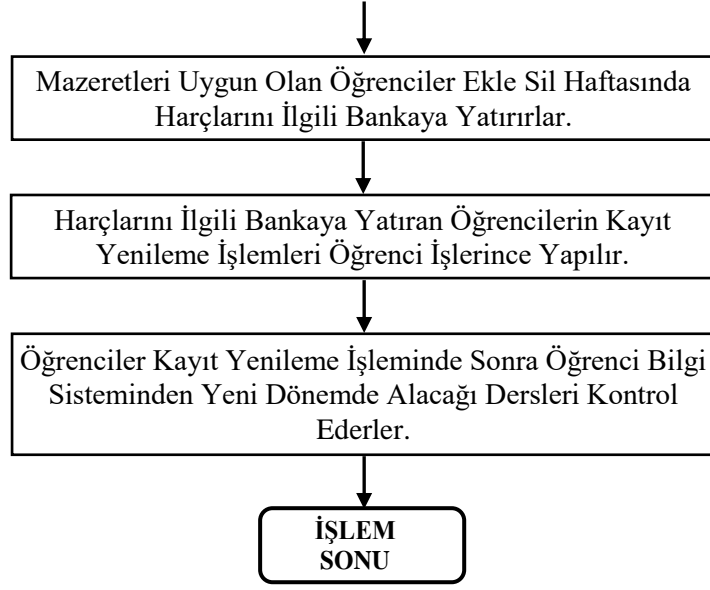 Mazeretleri Uygun Olan Öğrenciler Ekle Sil Haftasında
Harçlarını İlgili Bankaya Yatırırlar.
Harçlarını İlgili Bankaya Yatıran Öğrencilerin Kayıt
Yenileme İşlemleri Öğrenci İşlerince Yapılır.
Öğrenciler Kayıt Yenileme İşleminde Sonra Öğrenci Bilgi
Sisteminden Yeni Dönemde Alacağı Dersleri Kontrol
Ederler.
İŞLEM
SONU